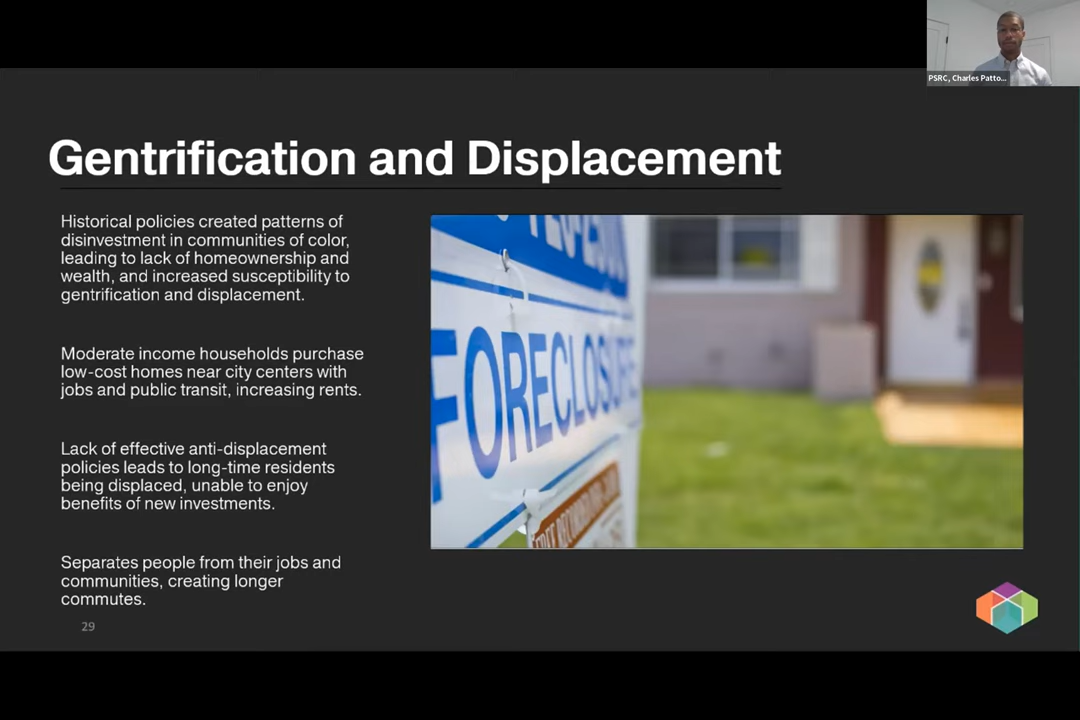 PSRC, Charles Patto...
Gentrification and Displacement
Historical policies created patterns of
disinvestment in communities of color,
leading to lack of homeownership and
wealth, and increased susceptibility to
gentrification and displacement.
Moderate income households purchase
low-cost homes near city centers with
jobs and public transit, increasing rents.
Lack of effective anti-displacement
policies leads to long-time residents
being displaced, unable to enjoy
benefits of new investments.
Separates people from their jobs and
communities, creating longer
commutes.
29
FORECLOSURE